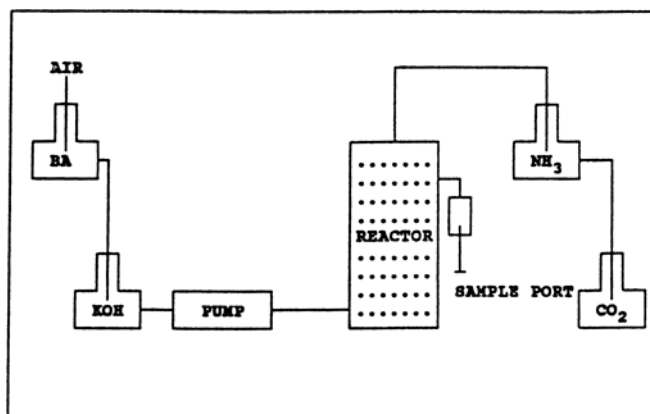 AIR
BA
NH3
REACTOR
SAMPLE PORT
KOH
PUMP
CO2